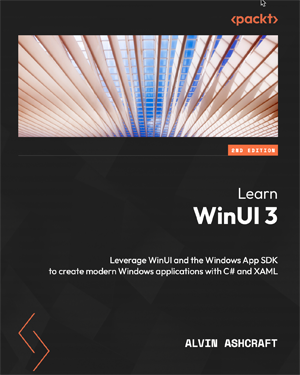 <packt>
2ND EDITION
Learn
WinUI 3
Leverage WinUI and the Windows App SDK
to create modern Windows applications with C# and XAML
ALVIN ASHCRAFT